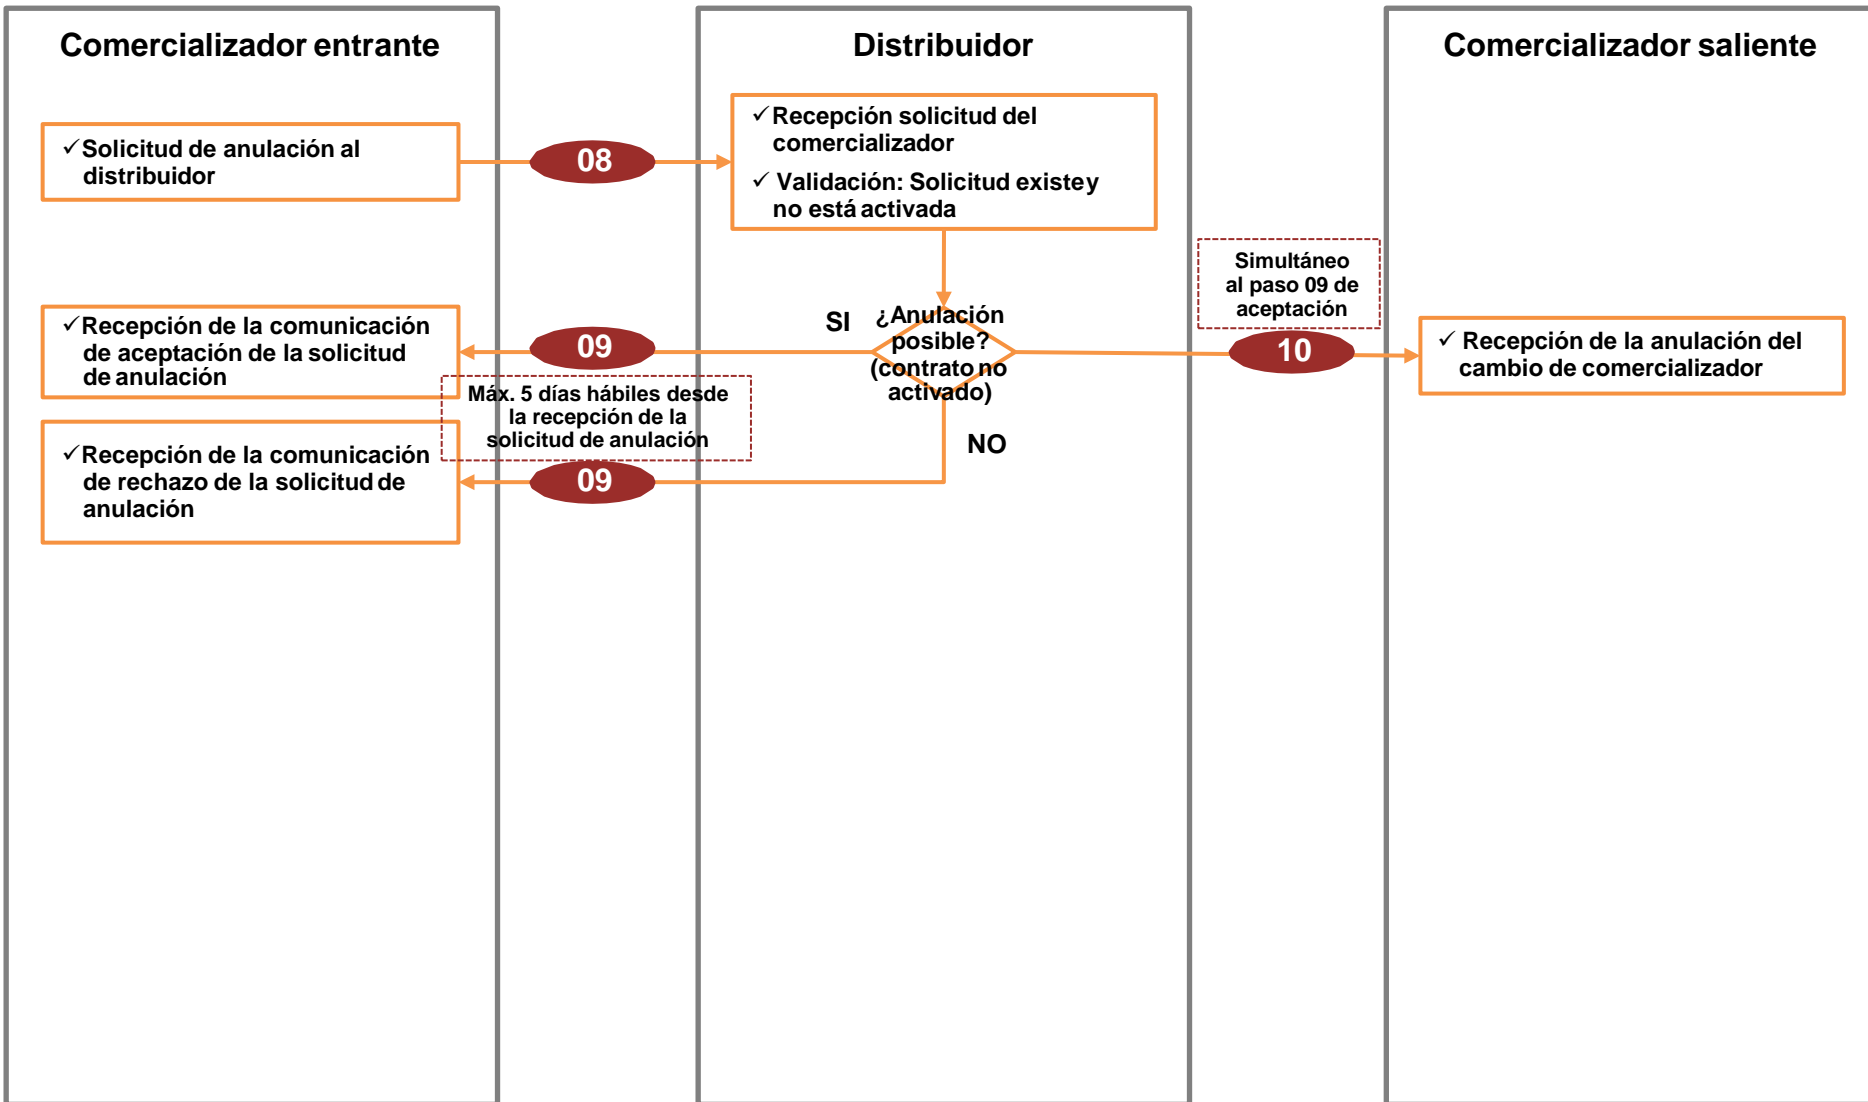 Comercializador entrante
Distribuidor
Comercializador saliente
✓Solicitud de anulación al
distribuidor
08
✓Recepción solicitud del
comercializador
✓ Validación: Solicitud existey
no está activada
Simultáneo
al paso 09 de
aceptación
✓Recepción de la comunicación
de aceptación de la solicitud
de anulación
09
SI
¿Anulación
posible?
(contrato no
activado)
10
✓ Recepción de la anulación del
cambio de comercializador
Máx. 5 días hábiles desde
la recepción de la
solicitud de anulación
NO
✓Recepción de la comunicación
de rechazo de la solicitud de
anulación
09